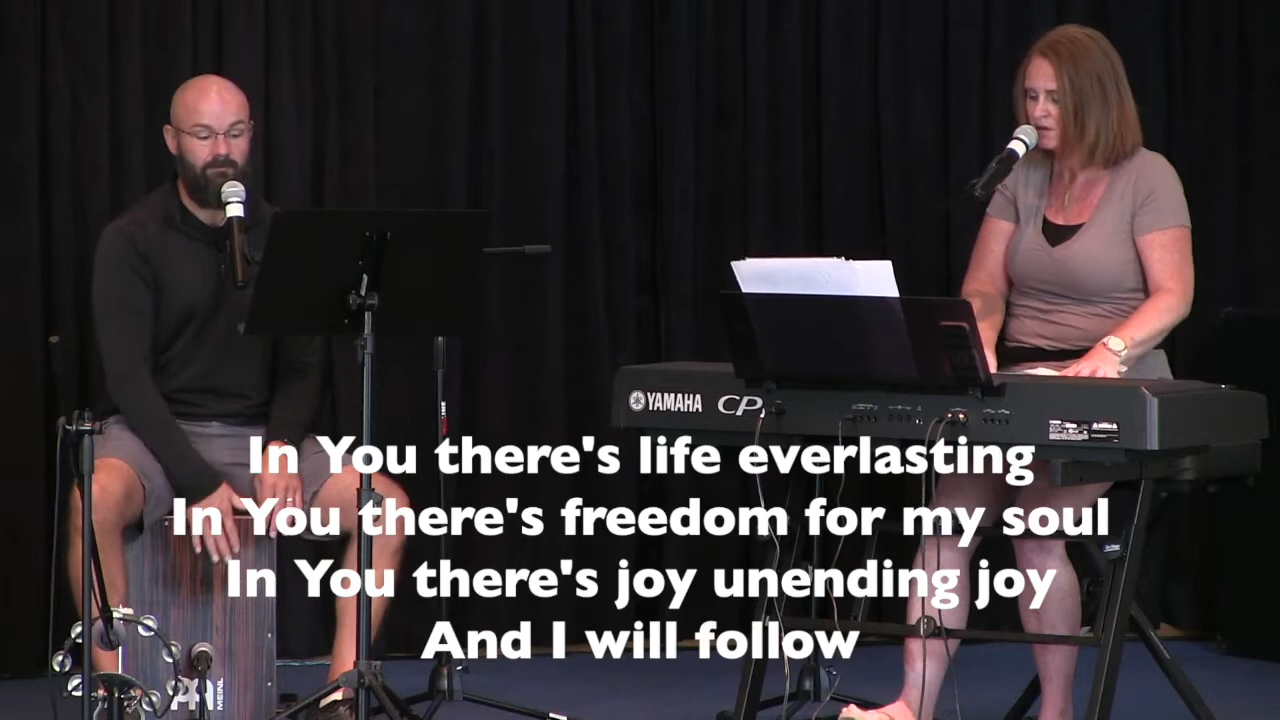 YAMAHA CP
In You there's life everlasting
In You there's freedom for my soul
In You there's joy unending joy
And I will follow
MEINL